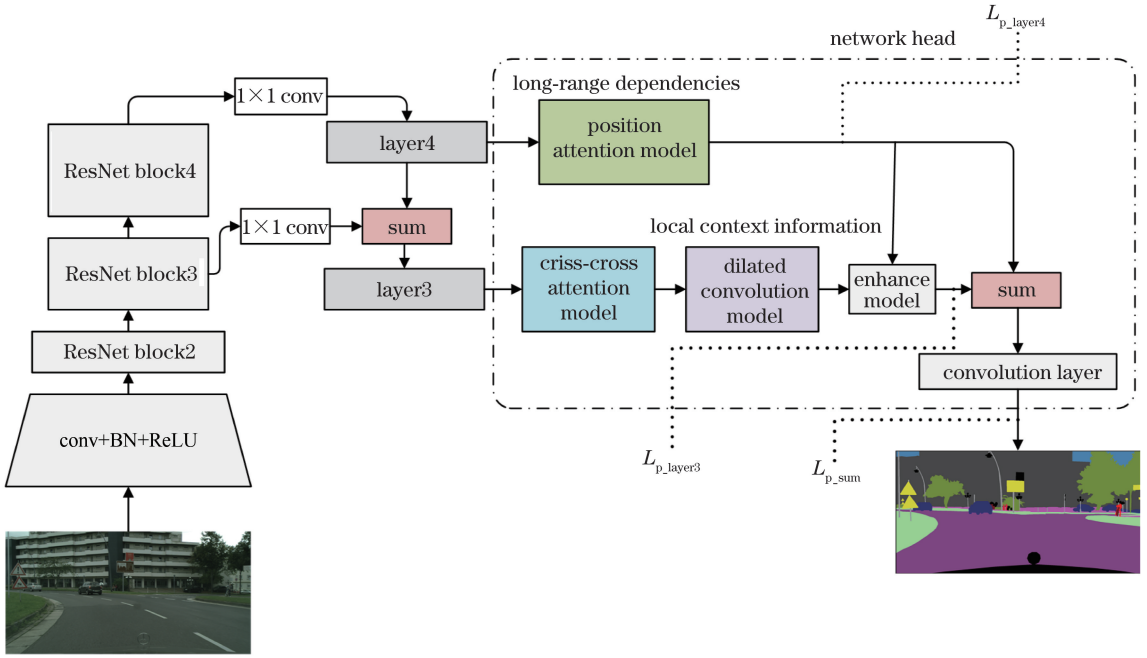 L_p_layer4
network head
long-range dependencies
1×1 conv
position
attention model
layer4
ResNet block4
local context information
1×1 conv
sum
ResNet block3
criss-cross
attention
model
dilated
convolution
model
enhance
model
sum
layer3
ResNet block2
convolution layer
conv+BN+ReLU
L_p_layer3
L_p_sum